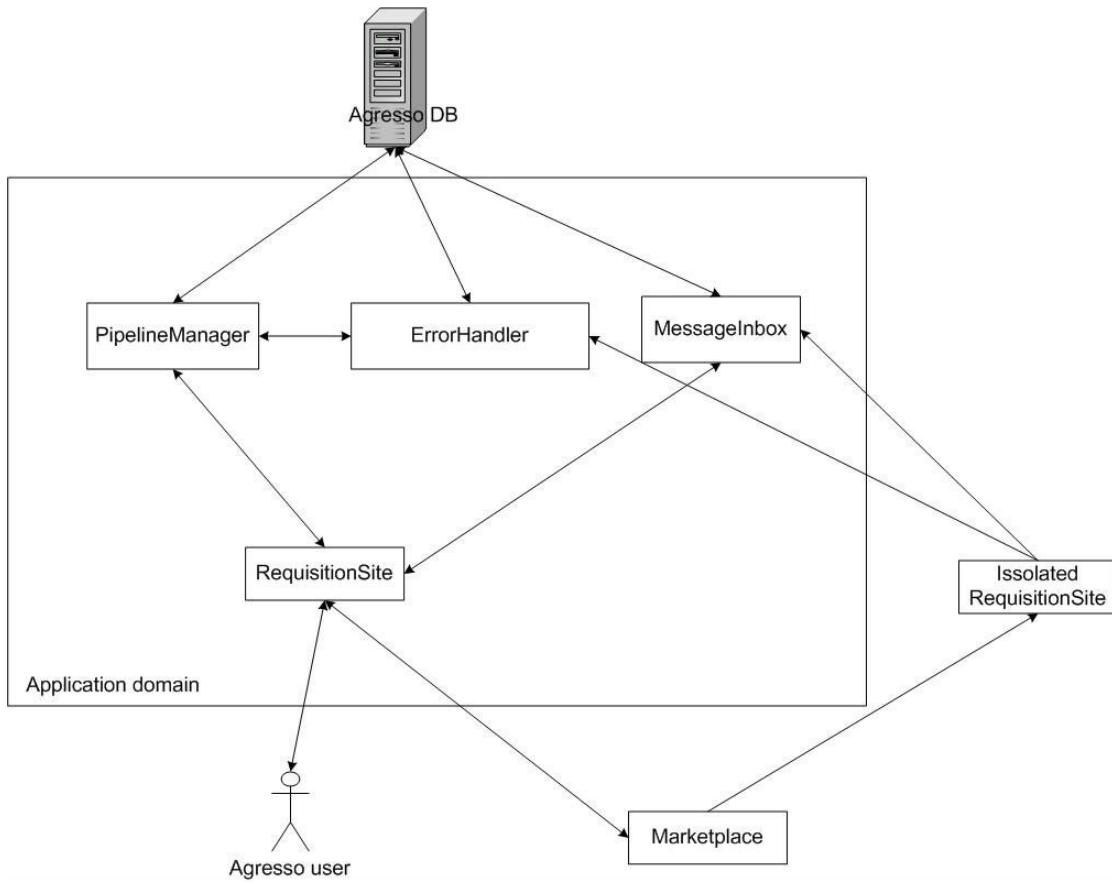 Agresso DB
PipelineManager
ErrorHandler
MessageInbox
RequisitionSite
Issolated
RequisitionSite
Application domain
Marketplace
Agresso user